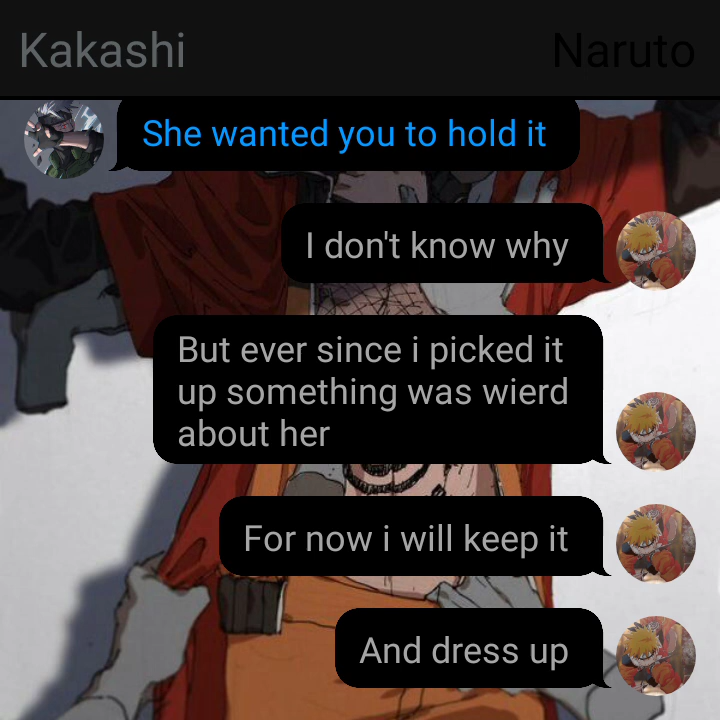 Kakashi Naruto
She wanted you to hold it
I don't know why
But ever since i picked it
up something was wierd
about her
For now i will keep it
And dress up